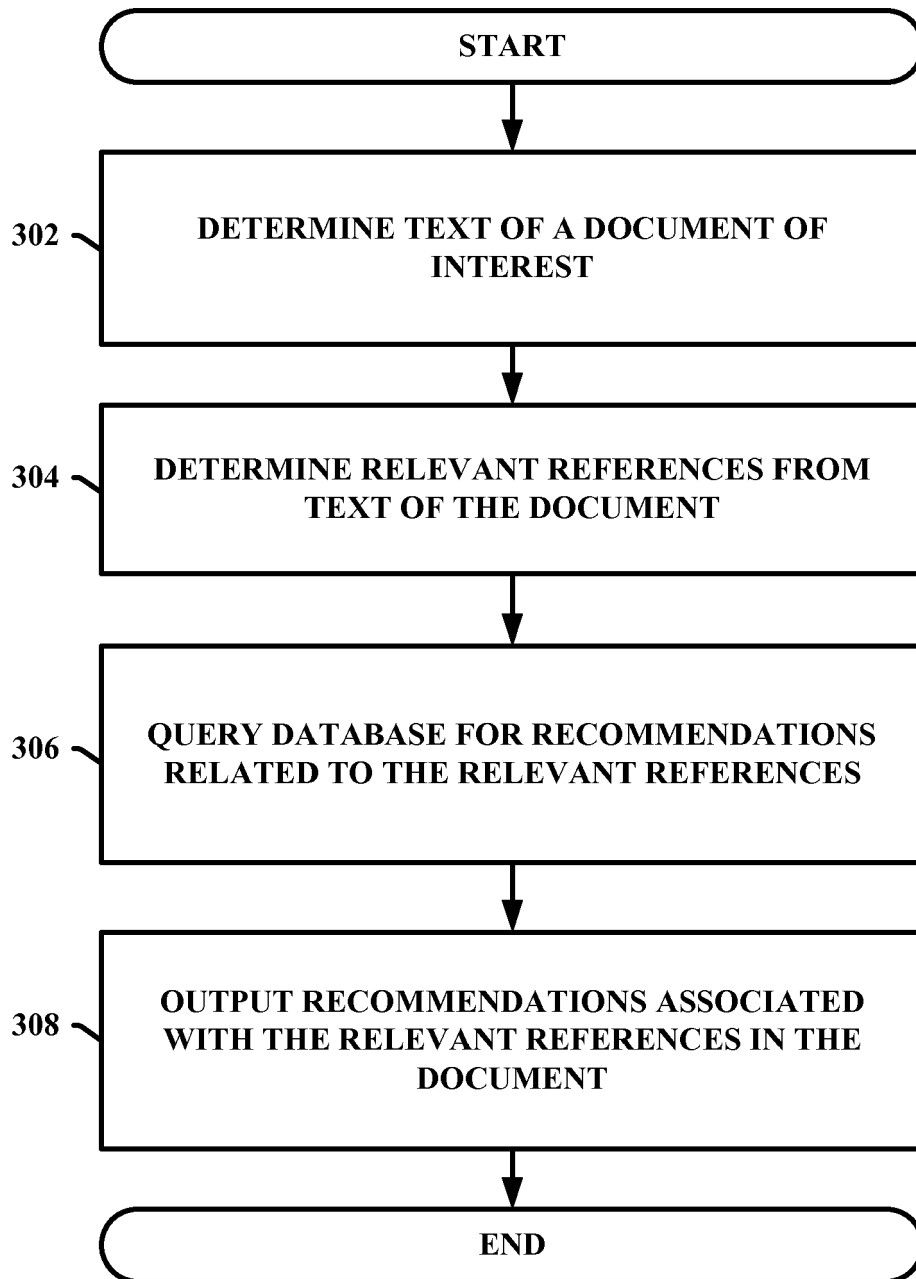 START
302
DETERMINE TEXT OF A DOCUMENT OF
INTEREST
304
DETERMINE RELEVANT REFERENCES FROM
TEXT OF THE DOCUMENT
306
QUERY DATABASE FOR RECOMMENDATIONS
RELATED TO THE RELEVANT REFERENCES
308
OUTPUT RECOMMENDATIONS ASSOCIATED
WITH THE RELEVANT REFERENCES IN THE
DOCUMENT
END